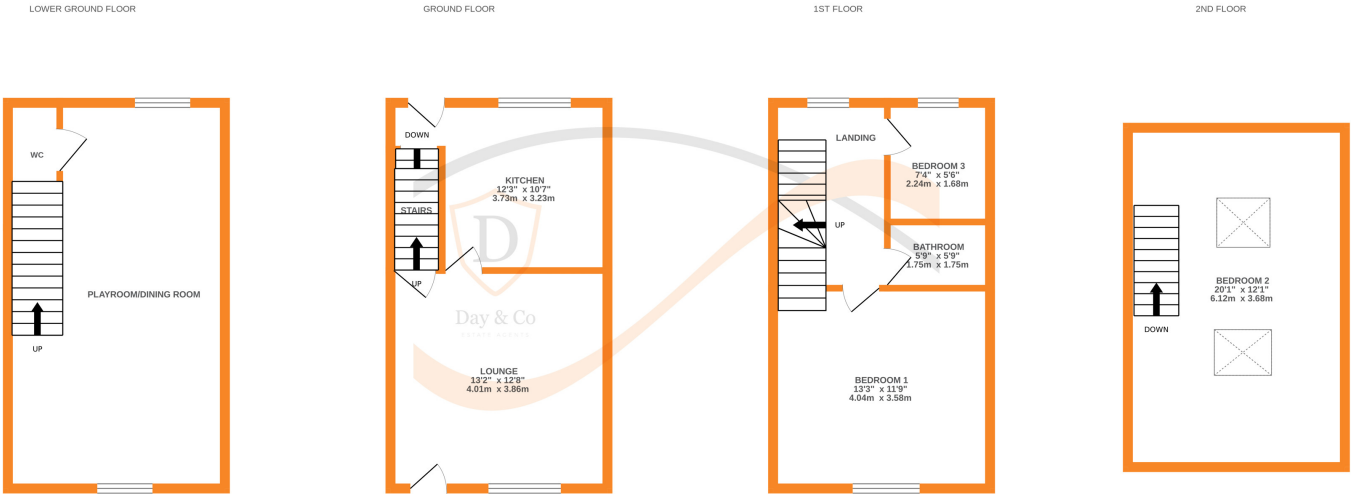 LOWER GROUND FLOOR
WC
PLAYROOM/DINING ROOM
UP
GROUND FLOOR
DOWN
KITCHEN
12'3" x 10'7"
3.73m x 3.23m
STAIRS
D
UP
Day & Co
ESTATE AGENTS
LOUNGE
13'2" x 12'8"
4.01m x 3.86m
1ST FLOOR
LANDING
BEDROOM 3
7'4" x 5'6"
2.24m x 1.68m
UP
BATHROOM
5'9" x 5'9"
1.75m x 1.75m
BEDROOM 1
13'3" x 11'9"
4.04m x 3.58m
2ND FLOOR
BEDROOM 2
20'1" x 12'1"
6.12m x 3.68m
DOWN